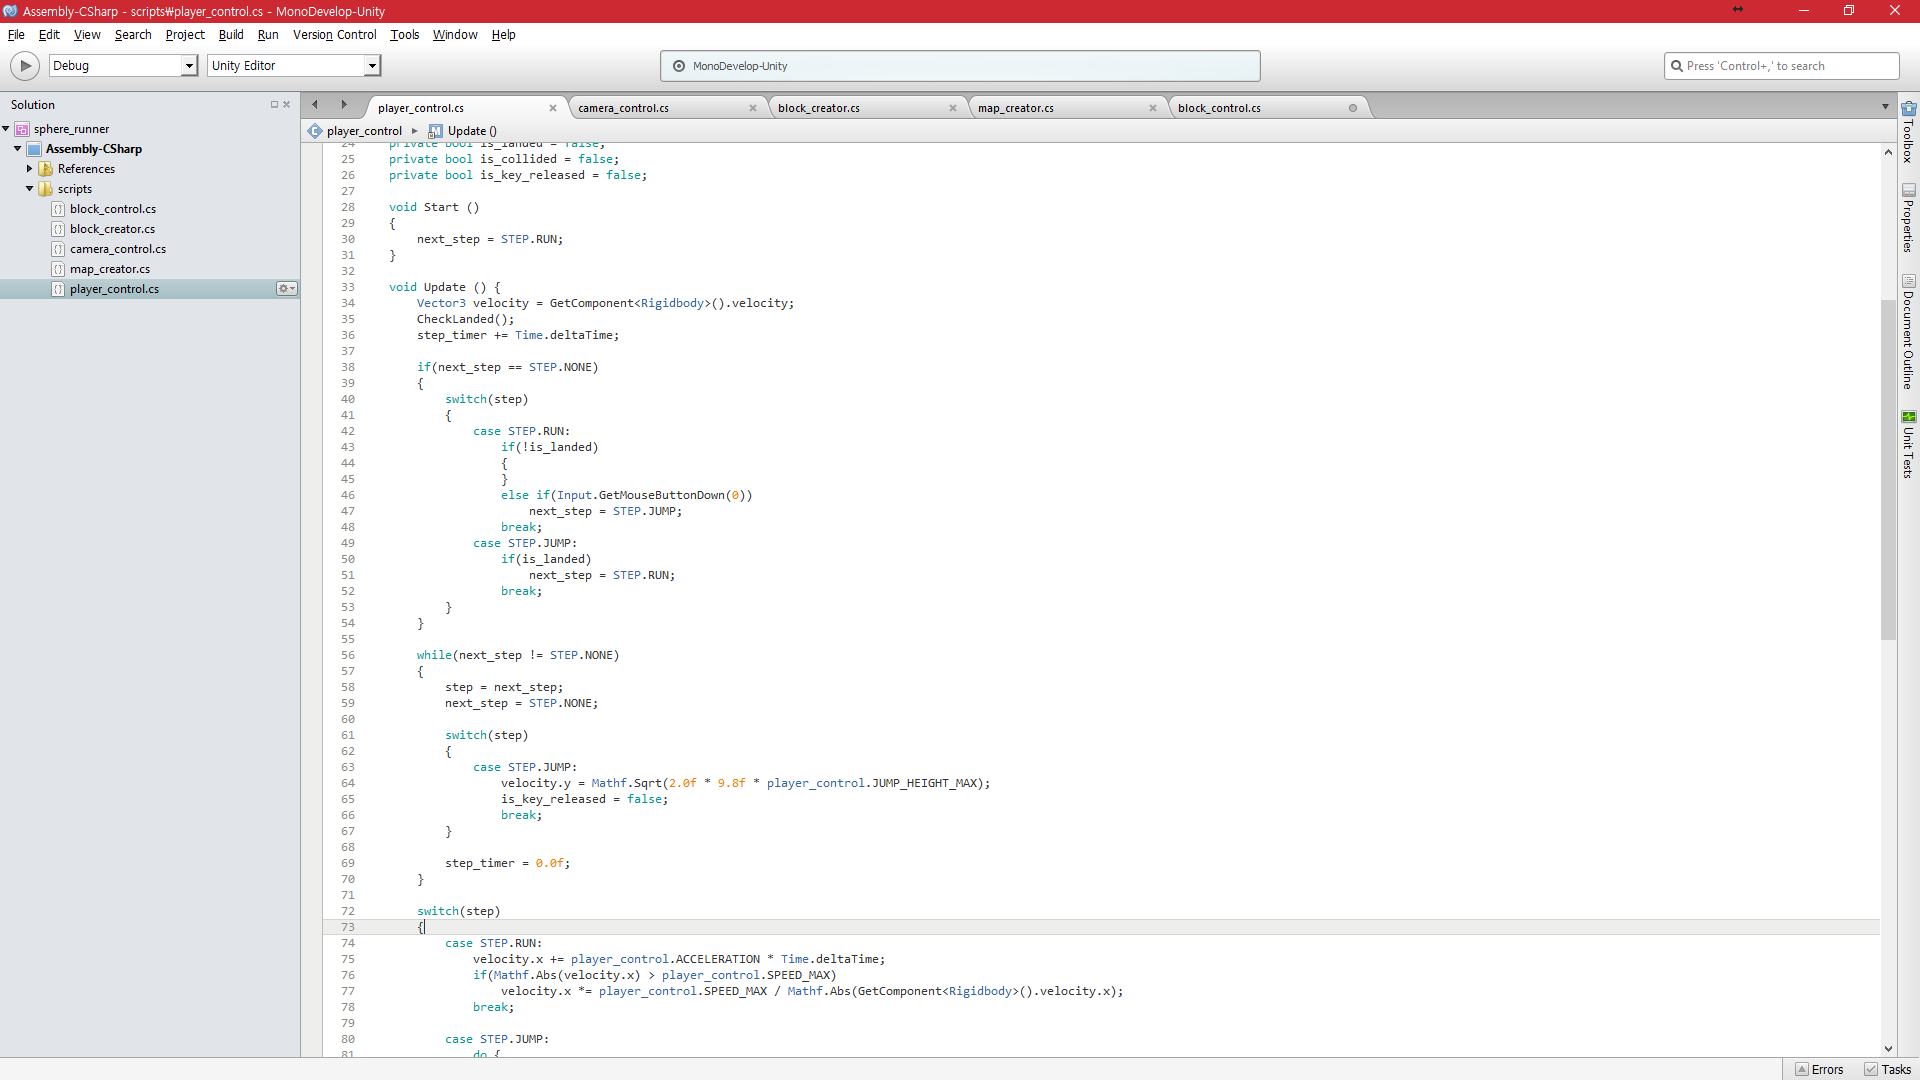 Assembly-CSharp - scripts₩player_control.cs - MonoDevelop-Unity
File Edit View Search Project Build Run Version Control Tools Window Help
Debug Unity Editor MonoDevelop-Unity Press 'Control+,' to search
Solution
sphere_runner
Assembly-CSharp
References
scripts
block_control.cs
block_creator.cs
camera_control.cs
map_creator.cs
player_control.cs
player_control.cs camera_control.cs block_creator.cs map_creator.cs block_control.cs
player_control Update ()
24 private bool is_landed = false;
25 private bool is_collided = false;
26 private bool is_key_released = false;
27
28 void Start ()
29 {
30 next_step = STEP.RUN;
31 }
32
33 void Update () {
34 Vector3 velocity = GetComponent<Rigidbody>().velocity;
35 CheckLanded();
36 step_timer += Time.deltaTime;
37
38 if(next_step == STEP.NONE)
39 {
40 switch(step)
41 {
42 case STEP.RUN:
43 if(!is_landed)
44 {
45 }
46 else if(Input.GetMouseButtonDown(0))
47 next_step = STEP.JUMP;
48 break;
49 case STEP.JUMP:
50 if(is_landed)
51 next_step = STEP.RUN;
52 break;
53 }
54 }
55
56 while(next_step != STEP.NONE)
57 {
58 step = next_step;
59 next_step = STEP.NONE;
60
61 switch(step)
62 {
63 case STEP.JUMP:
64 velocity.y = Mathf.Sqrt(2.0f * 9.8f * player_control.JUMP_HEIGHT_MAX);
65 is_key_released = false;
66 break;
67 }
68
69 step_timer = 0.0f;
70 }
71
72 switch(step)
73 {
74 case STEP.RUN:
75 velocity.x += player_control.ACCELERATION * Time.deltaTime;
76 if(Mathf.Abs(velocity.x) > player_control.SPEED_MAX)
77 velocity.x *= player_control.SPEED_MAX / Mathf.Abs(GetComponent<Rigidbody>().velocity.x);
78 break;
79
80 case STEP.JUMP:
81 do {
Toolbox
Properties
Document Outline
Unit Tests
Errors Tasks